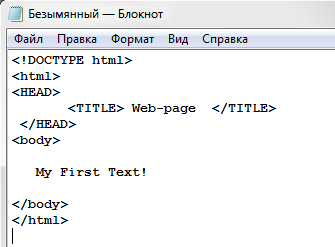 Безымянный — Блокнот
Файл Правка Формат Вид Справка
<!DOCTYPE html>
<html>
<HEAD>
<TITLE> Web-page </TITLE>
</HEAD>
<body>
My First Text!
</body>
</html>